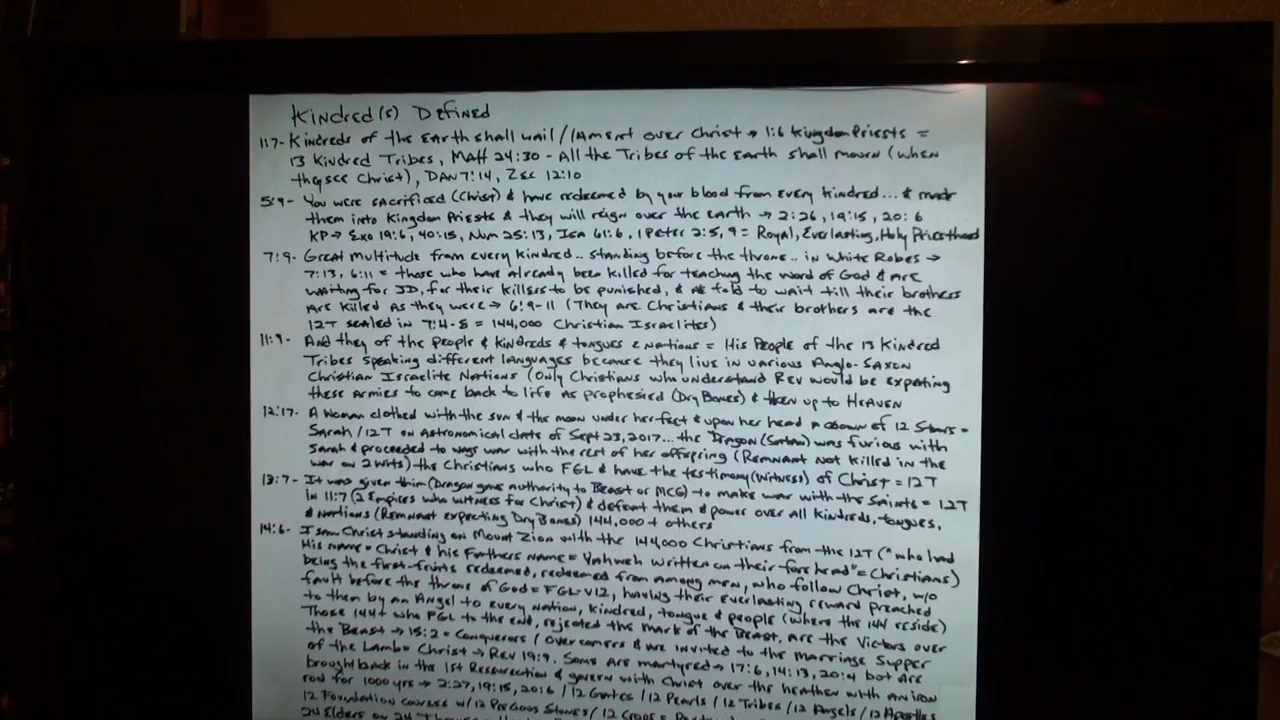 Kindred(s) Defined
1:7- Kindreds of the Earth shall wail/lament over Christ → 1:6 Kingdom Priests =
13 Kindred Tribes, Matt 24:30 - All the Tribes of the Earth shall mourn (when
they see Christ), Dan 7:14, Zec 12:10
5:9- You were sacrificed (Christ) & have redeemed by your blood from every kindred... & made
them into Kingdom Priests & they will reign over the earth → 2:26, 19:15, 20:6
KP → Exo 19:6, 40:15, Num 25:13, Isa 61:6, 1 Peter 2:5, 9 = Royal, Everlasting, Holy Priesthood
7:9- Great Multitude from every kindred.. standing before the throne.. in White Robes →
7:13, 6:11 = those who have already been killed for teaching the word of God & are
waiting for JD, for their killers to be punished, & told to wait till their brothers
are killed as they were → 6:9-11 (They are Christians & their brothers are the
12T sealed in 7:4-8 = 144,000 Christian Israelites)
11:9- And they of the people & Kindreds & tongues & Nations = His People of the 13 Kindred
Tribes speaking different languages because they live in various Anglo-Saxon
Christian Israelite Nations (Only Christians who understand Rev would be expecting
these armies to come back to life as prophesied (Dry Bones) & then up to Heaven
12:17- A Woman clothed with the sun & the moon under her feet & upon her head a crown of 12 Stars =
Sarah/12T on Astronomical date of Sept 23, 2017... the Dragon (Satan) was furious with
Sarah & proceeded to wage war with the rest of her offspring (Remnant not killed in the
war on 2 Wits) the Christians who FGL & have the testimony (witness) of Christ = 12T
13:7- It was given him (Dragon gave authority to Beast or MCG) to make war with the Saints = 12T
in 11:7 (2 Empires who witness for Christ) & defeat them & power over all Kindreds, tongues,
& Nations (Remnant expecting Dry Bones) 144,000 + others
14:6- I saw Christ standing on Mount Zion with the 144,000 Christians from the 12T ("who had
His name = Christ & his Fathers Name = Yahweh written on their forehead" = Christians)
being the first-fruits redeemed, redeemed from among men, who follow Christ, w/o
fault before the throne of God = FGL-V12, having their everlasting reward preached
to them by an Angel to every nation, kindred, tongue & people (where the 144 reside)
Those 144+ who FGL to the end, rejected the mark of the Beast, are the Victors over
the Beast → 15:2 = Conquerors/Overcomers & are invited to the Marriage Supper
of the Lamb = Christ → Rev 19:9. Some are martyred → 17:6, 14:13, 20:4 but are
brought back in the 1st Resurrection & govern with Christ over the heathen with an iron
rod for 1000 yrs → 2:27, 19:15, 20:6 / 12 Gates / 12 Pearls / 12 Tribes / 12 Angels / 12 Apostles
12 Foundation courses w/12 Precious Stones / 12 Crops
24 Elders on 24